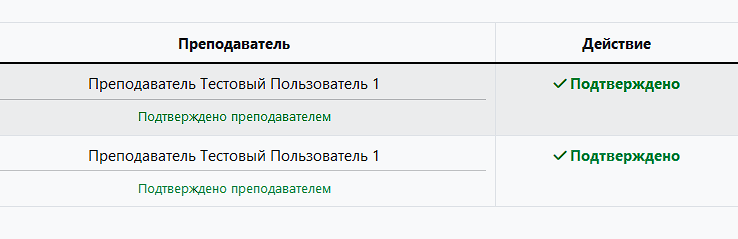 Преподаватель Действие
Преподаватель Тестовый Пользователь 1 Подтверждено
Подтверждено преподавателем
Преподаватель Тестовый Пользователь 1 Подтверждено
Подтверждено преподавателем